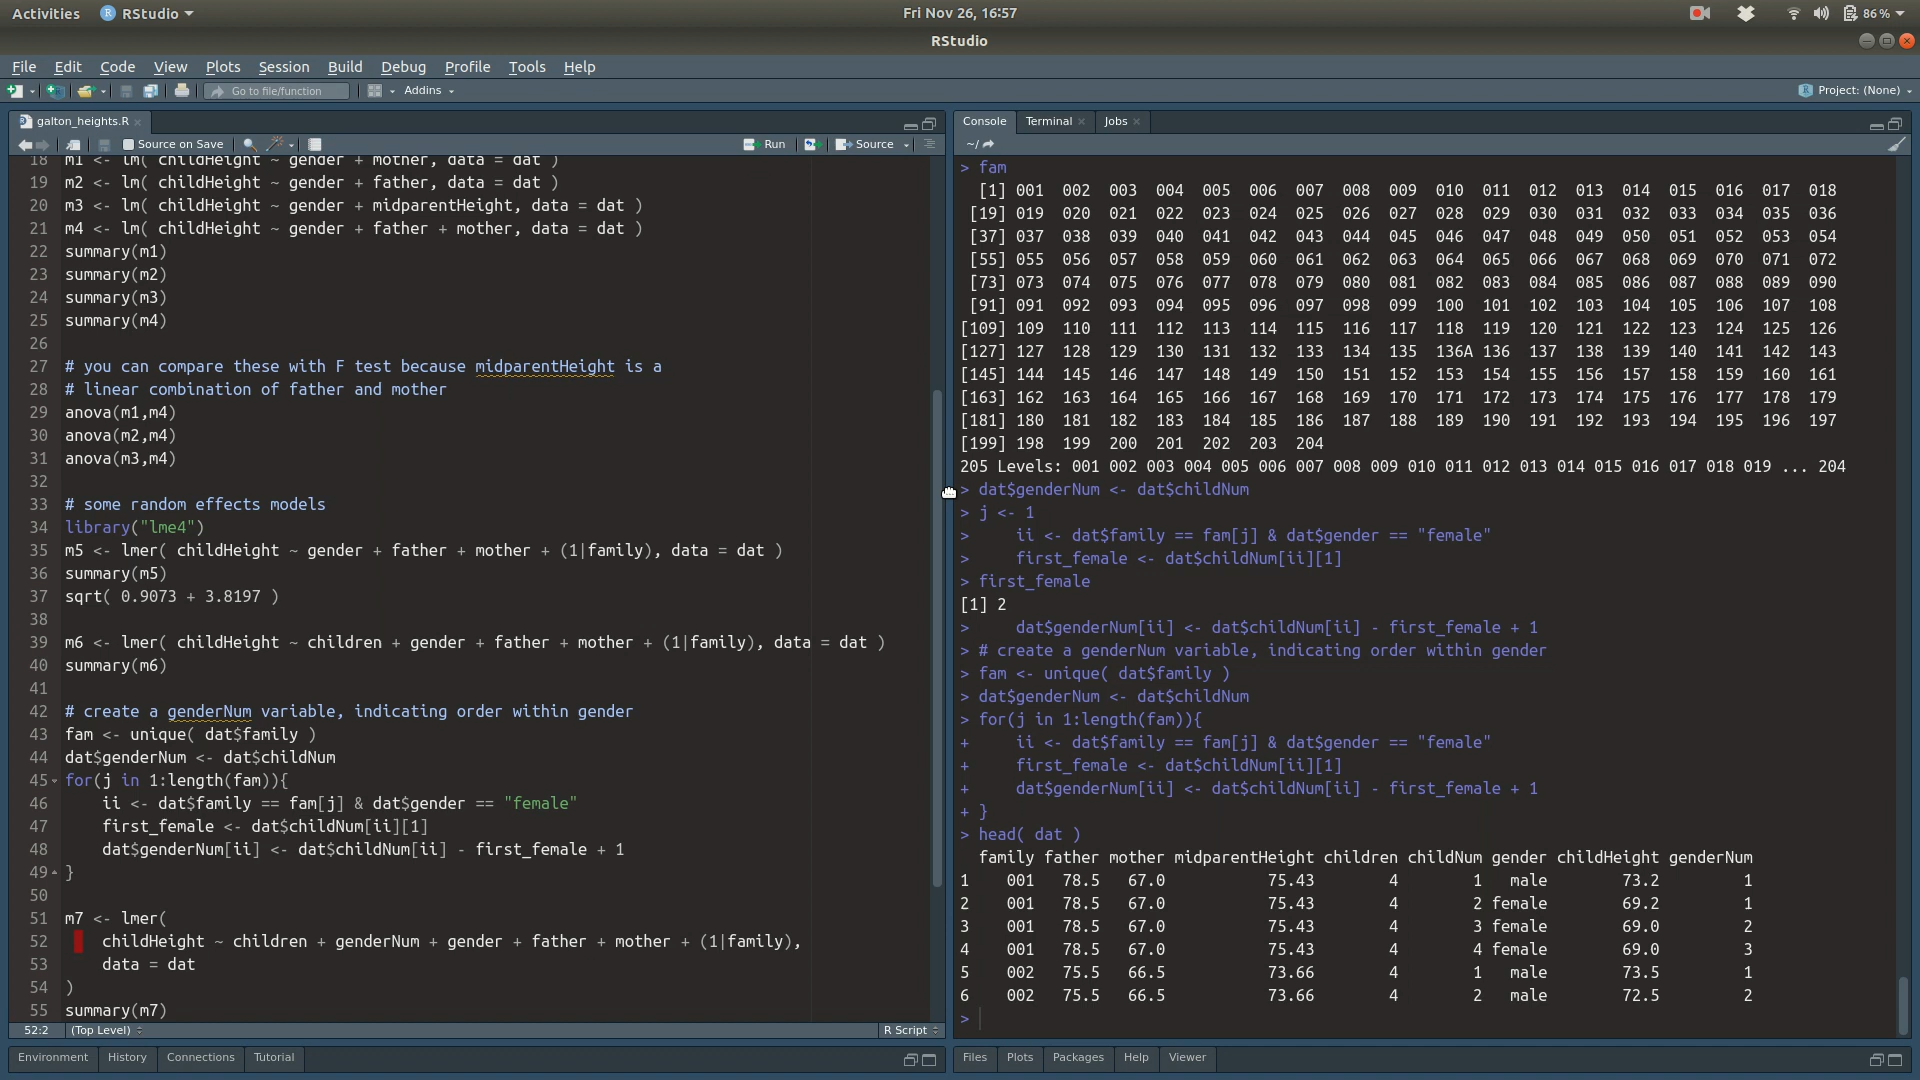 Activities RStudio Fri Nov 26, 16:57 86%
RStudio
File Edit Code View Plots Session Build Debug Profile Tools Help
Go to file/function Addins Project: (None)
galton_heights.R
Source on Save Run Source
18 m1 <- lm( childHeight ~ gender + mother, data = dat )
19 m2 <- lm( childHeight ~ gender + father, data = dat )
20 m3 <- lm( childHeight ~ gender + midparentHeight, data = dat )
21 m4 <- lm( childHeight ~ gender + father + mother, data = dat )
22 summary(m1)
23 summary(m2)
24 summary(m3)
25 summary(m4)
26
27 # you can compare these with F test because midparentHeight is a
28 # linear combination of father and mother
29 anova(m1,m4)
30 anova(m2,m4)
31 anova(m3,m4)
32
33 # some random effects models
34 library("lme4")
35 m5 <- lmer( childHeight ~ gender + father + mother + (1|family), data = dat )
36 summary(m5)
37 sqrt( 0.9073 + 3.8197 )
38
39 m6 <- lmer( childHeight ~ children + gender + father + mother + (1|family), data = dat )
40 summary(m6)
41
42 # create a genderNum variable, indicating order within gender
43 fam <- unique( dat$family )
44 dat$genderNum <- dat$childNum
45 for(j in 1:length(fam)){
46 ii <- dat$family == fam[j] & dat$gender == "female"
47 first_female <- dat$childNum[ii][1]
48 dat$genderNum[ii] <- dat$childNum[ii] - first_female + 1
49 }
50
51 m7 <- lmer(
52 childHeight ~ children + genderNum + gender + father + mother + (1|family),
53 data = dat
54 )
55 summary(m7)
52:2 (Top Level) R Script
Environment History Connections Tutorial
Console Terminal Jobs
~/
> fam
[1] 001 002 003 004 005 006 007 008 009 010 011 012 013 014 015 016 017 018
[19] 019 020 021 022 023 024 025 026 027 028 029 030 031 032 033 034 035 036
[37] 037 038 039 040 041 042 043 044 045 046 047 048 049 050 051 052 053 054
[55] 055 056 057 058 059 060 061 062 063 064 065 066 067 068 069 070 071 072
[73] 073 074 075 076 077 078 079 080 081 082 083 084 085 086 087 088 089 090
[91] 091 092 093 094 095 096 097 098 099 100 101 102 103 104 105 106 107 108
[109] 109 110 111 112 113 114 115 116 117 118 119 120 121 122 123 124 125 126
[127] 127 128 129 130 131 132 133 134 135 136A 136 137 138 139 140 141 142 143
[145] 144 145 146 147 148 149 150 151 152 153 154 155 156 157 158 159 160 161
[163] 162 163 164 165 166 167 168 169 170 171 172 173 174 175 176 177 178 179
[181] 180 181 182 183 184 185 186 187 188 189 190 191 192 193 194 195 196 197
[199] 198 199 200 201 202 203 204
205 Levels: 001 002 003 004 005 006 007 008 009 010 011 012 013 014 015 016 017 018 019 ... 204
> dat$genderNum <- dat$childNum
> j <- 1
> ii <- dat$family == fam[j] & dat$gender == "female"
> first_female <- dat$childNum[ii][1]
> first_female
[1] 2
> dat$genderNum[ii] <- dat$childNum[ii] - first_female + 1
> # create a genderNum variable, indicating order within gender
> fam <- unique( dat$family )
> dat$genderNum <- dat$childNum
> for(j in 1:length(fam)){
+ ii <- dat$family == fam[j] & dat$gender == "female"
+ first_female <- dat$childNum[ii][1]
+ dat$genderNum[ii] <- dat$childNum[ii] - first_female + 1
+ }
> head( dat )
family father mother midparentHeight children childNum gender childHeight genderNum
1 001 78.5 67.0 75.43 4 1 male 73.2 1
2 001 78.5 67.0 75.43 4 2 female 69.2 1
3 001 78.5 67.0 75.43 4 3 female 69.0 2
4 001 78.5 67.0 75.43 4 4 female 69.0 3
5 002 75.5 66.5 73.66 4 1 male 73.5 1
6 002 75.5 66.5 73.66 4 2 male 72.5 2
>
Files Plots Packages Help Viewer